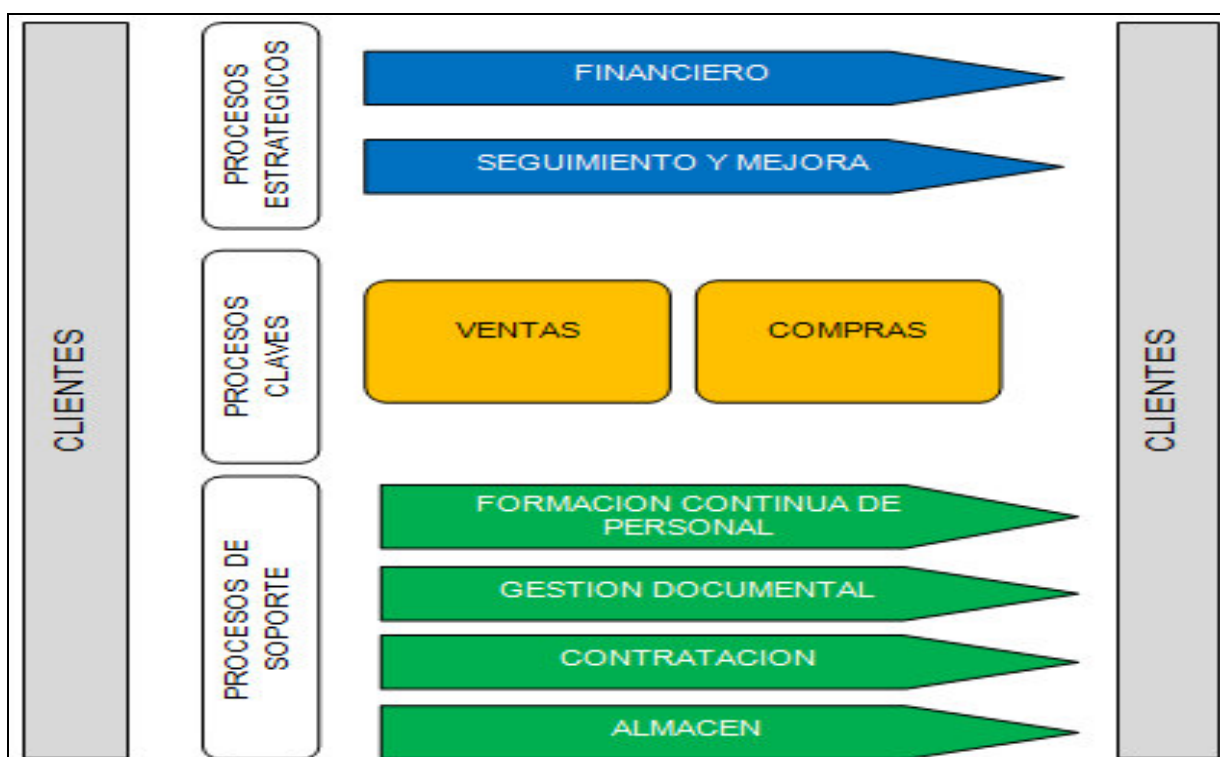 CLIENTES
PROCESOS
ESTRATEGICOS
FINANCIERO
SEGUIMIENTO Y MEJORA
PROCESOS
CLAVES
VENTAS
COMPRAS
PROCESOS DE
SOPORTE
FORMACION CONTINUA DE
PERSONAL
GESTION DOCUMENTAL
CONTRATACION
ALMACEN
CLIENTES